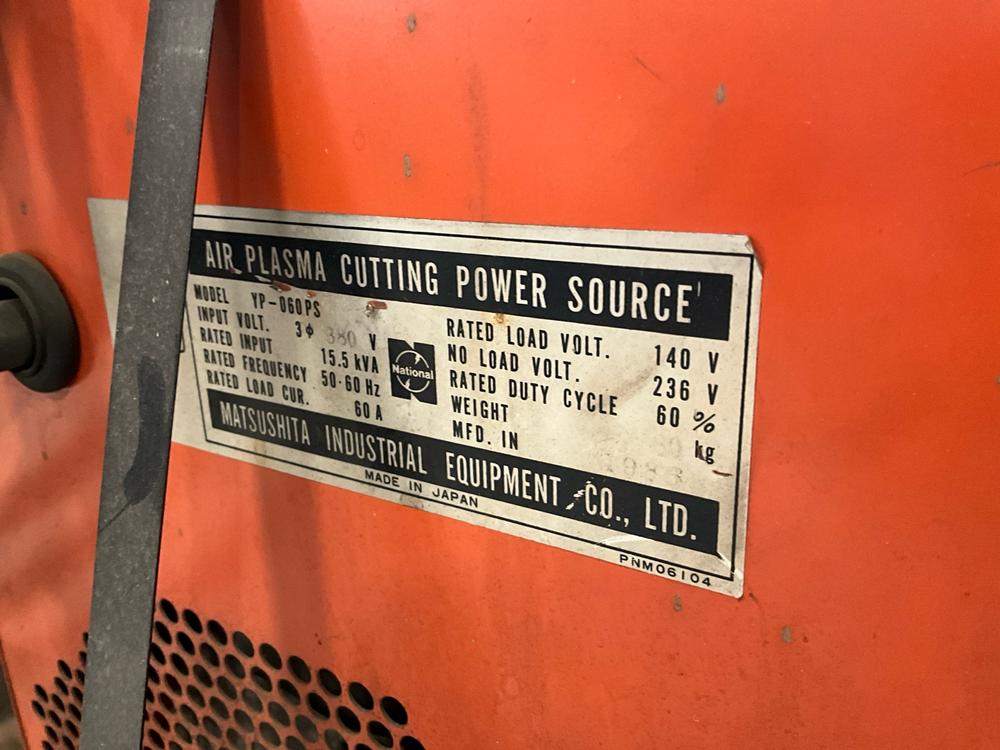 AIR PLASMA CUTTING POWER SOURCE
MODEL YP-060PS
INPUT VOLT. 3φ 380 V
RATED INPUT 15.5 kVA
RATED FREQUENCY 50·60 Hz
RATED LOAD CUR. 60 A
National
RATED LOAD VOLT. 140 V
NO LOAD VOLT. 236 V
RATED DUTY CYCLE 60 %
WEIGHT kg
MFD. IN
MATSUSHITA INDUSTRIAL EQUIPMENT CO., LTD.
MADE IN JAPAN
PNM06104